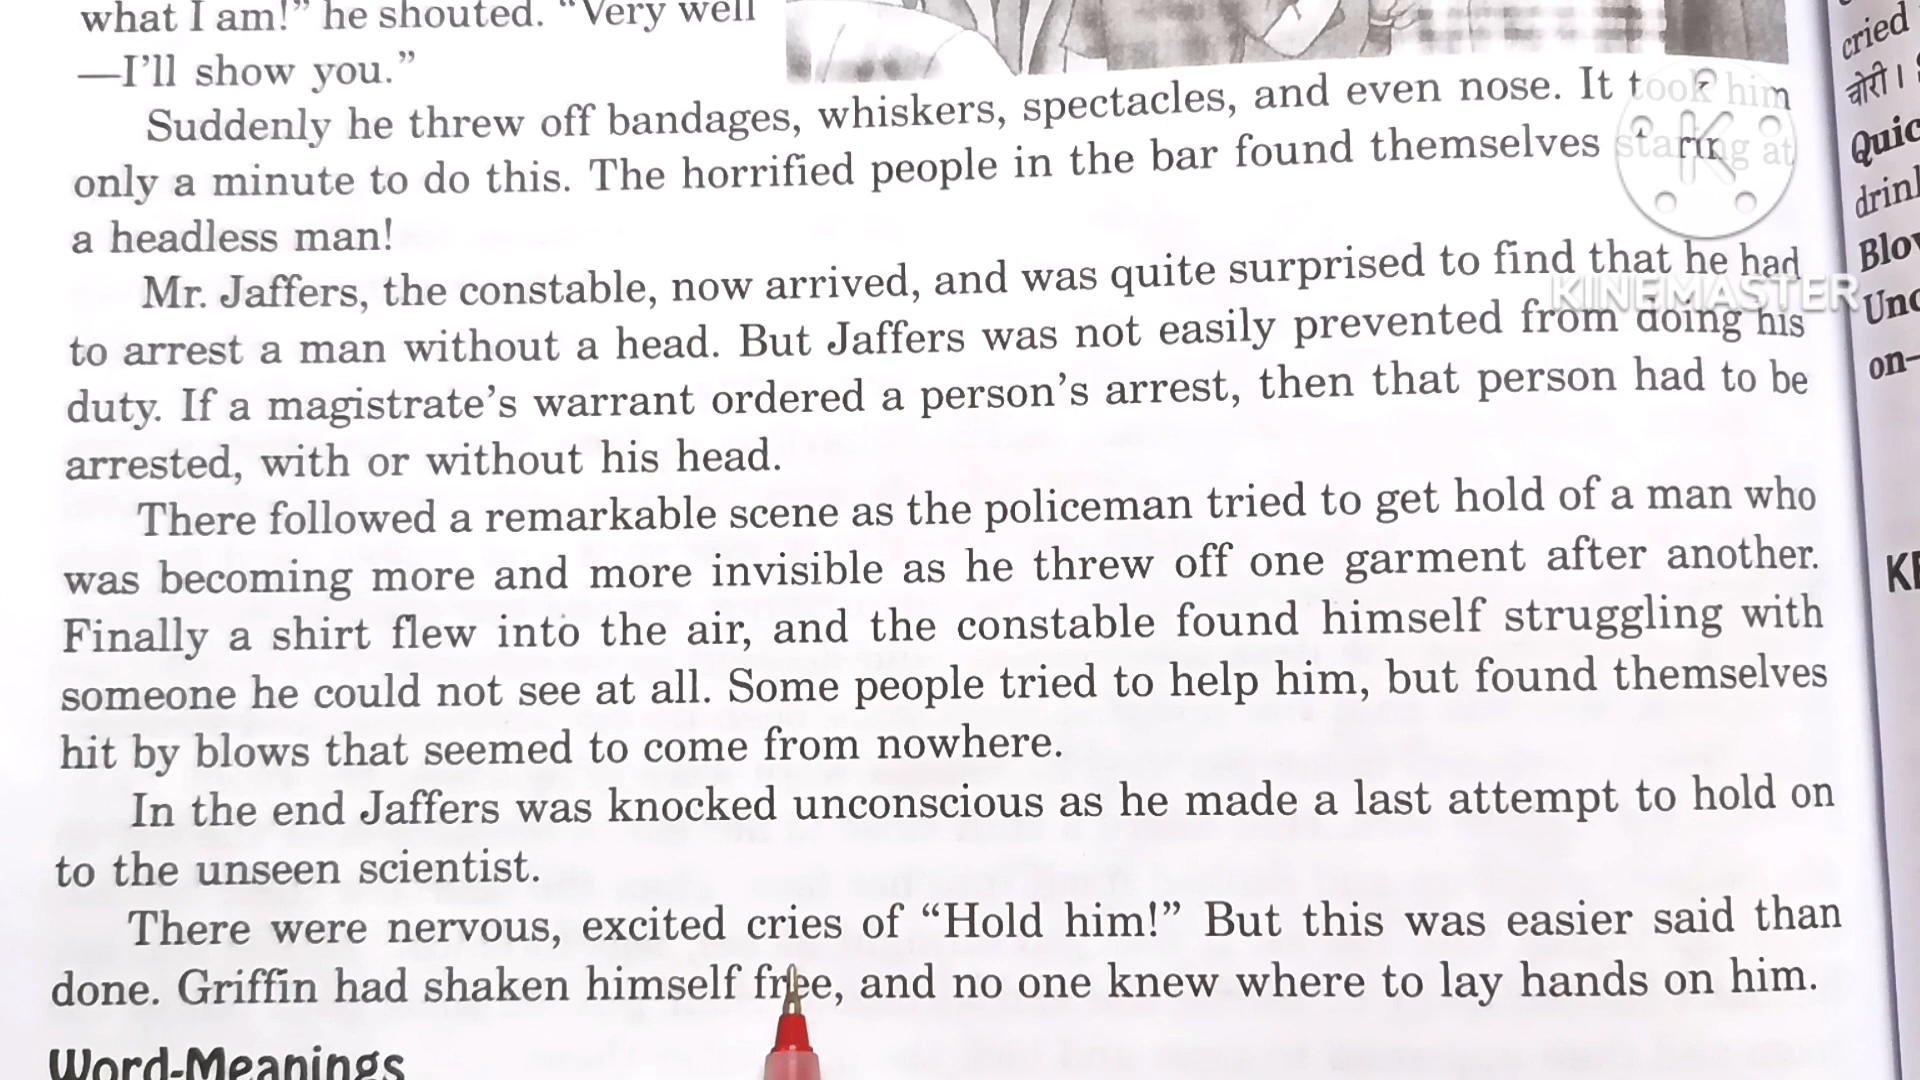 what I am!” he shouted. “Very well
—I’ll show you.”
Suddenly he threw off bandages, whiskers, spectacles, and even nose. It took him
only a minute to do this. The horrified people in the bar found themselves staring at
a headless man!
Mr. Jaffers, the constable, now arrived, and was quite surprised to find that he had
to arrest a man without a head. But Jaffers was not easily prevented from doing his
duty. If a magistrate’s warrant ordered a person’s arrest, then that person had to be
arrested, with or without his head.
There followed a remarkable scene as the policeman tried to get hold of a man who
was becoming more and more invisible as he threw off one garment after another.
Finally a shirt flew into the air, and the constable found himself struggling with
someone he could not see at all. Some people tried to help him, but found themselves
hit by blows that seemed to come from nowhere.
In the end Jaffers was knocked unconscious as he made a last attempt to hold on
to the unseen scientist.
There were nervous, excited cries of “Hold him!” But this was easier said than
done. Griffin had shaken himself free, and no one knew where to lay hands on him.
Word-Meanings
KINEMASTER
cried
चोरी।
Quic
drin
Blo
Unc
on–